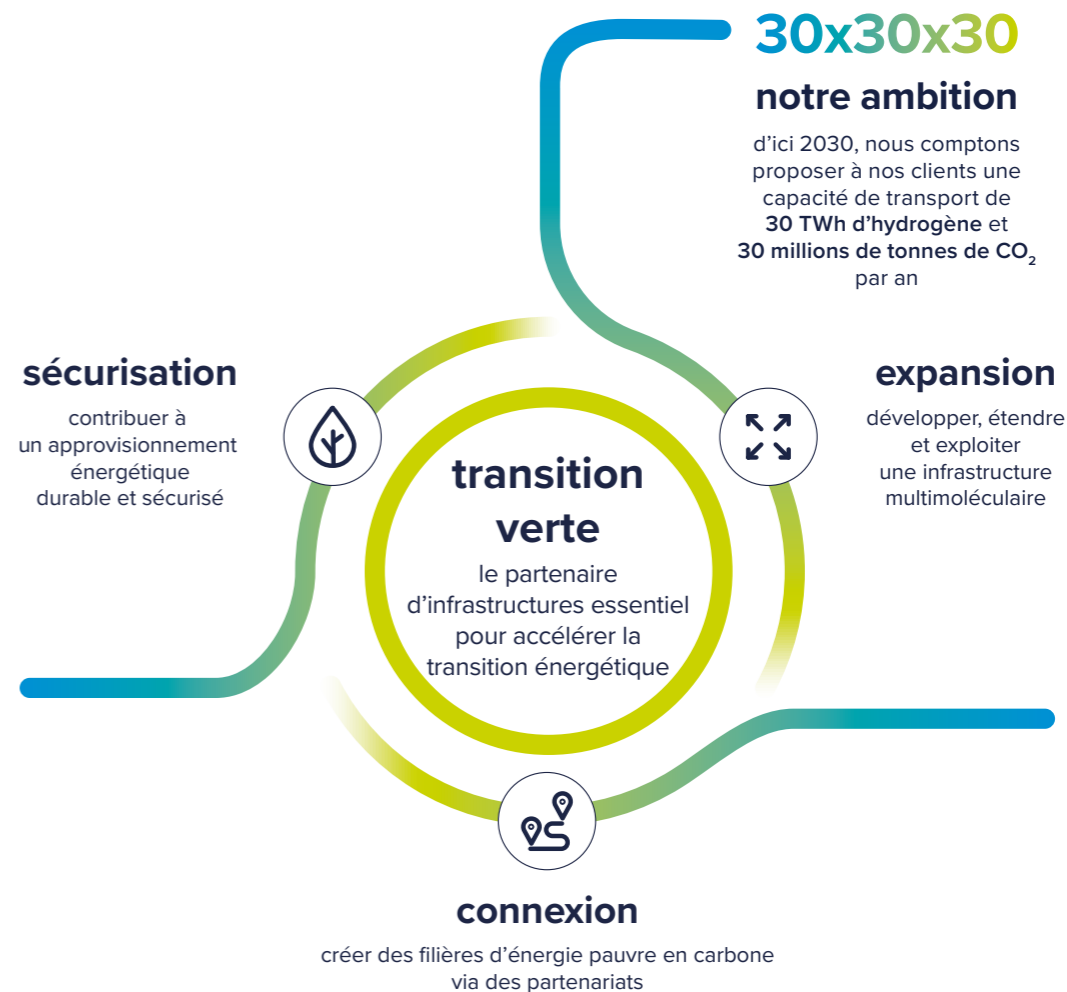 30x30x30
notre ambition
d’ici 2030, nous comptons
proposer à nos clients une
capacité de transport de
30 TWh d’hydrogène et
30 millions de tonnes de CO₂
par an
sécurisation
contribuer à
un approvisionnement
énergétique
durable et sécurisé
expansion
développer, étendre
et exploiter
une infrastructure
multimoléculaire
transition
verte
le partenaire
d’infrastructures essentiel
pour accélérer la
transition énergétique
connexion
créer des filières d’énergie pauvre en carbone
via des partenariats